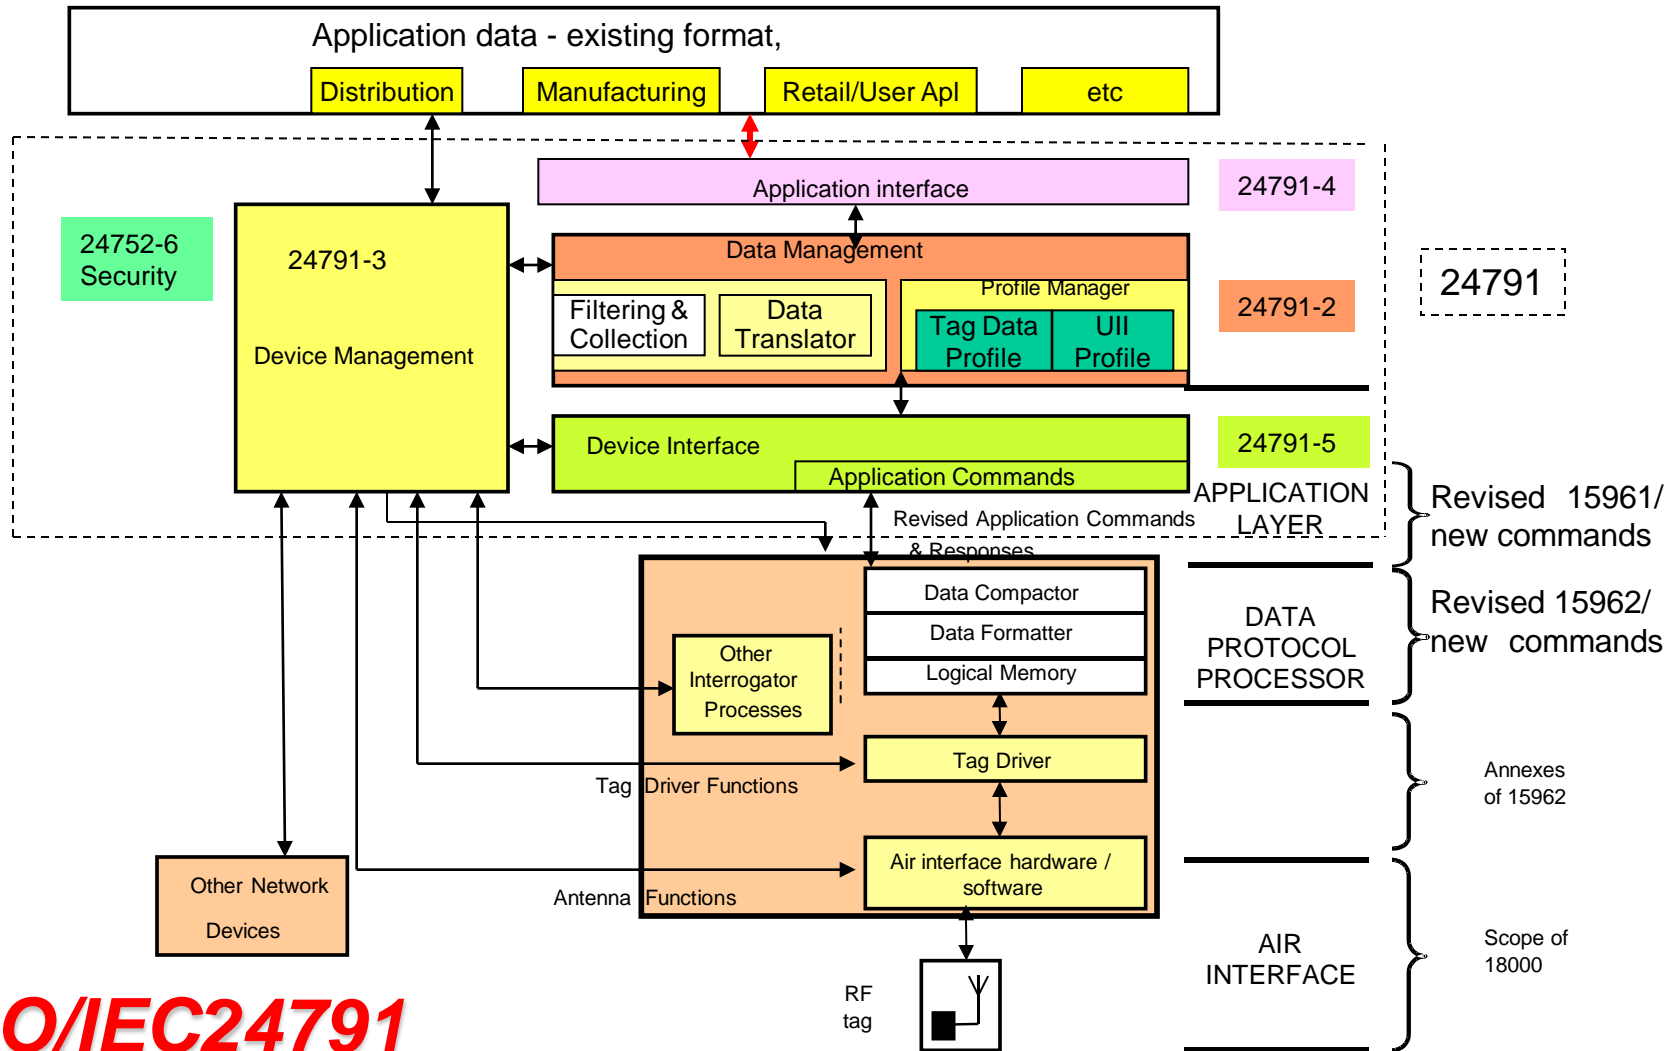 Application data - existing format,
Distribution
Manufacturing
Retail/User Apl
etc
Application interface
24791-4
24752-6
Security
24791-3
Device Management
Data Management
Filtering &
Collection
Data
Translator
Profile Manager
Tag Data
Profile
UII
Profile
24791-2
24791
Device Interface
Application Commands
24791-5
APPLICATION
LAYER
Revised 15961/
new commands
Revised Application Commands
& Responses
Data Compactor
Data Formatter
Logical Memory
Other
Interrogator
Processes
DATA
PROTOCOL
PROCESSOR
Revised 15962/
new commands
Tag Driver
Tag Driver Functions
Annexes
of 15962
Air interface hardware /
software
Antenna Functions
Other Network
Devices
AIR
INTERFACE
Scope of
18000
RF
tag
O/IEC24791